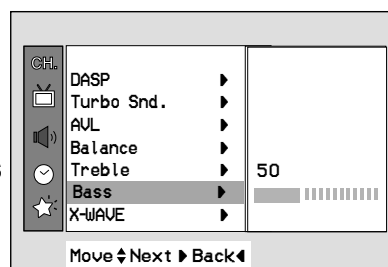 CH.
DASP
Turbo Snd.
AVL
Balance
Treble
Bass
X-WAVE
50
Move Next Back